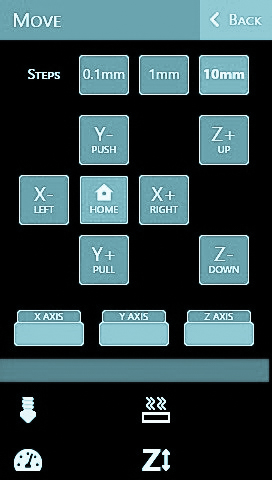 Move
Back
Steps 0.1mm 1mm 10mm
Y-
PUSH
Z+
UP
X-
LEFT
HOME
X+
RIGHT
Y+
PULL
Z-
DOWN
X AXIS Y AXIS Z AXIS
Z